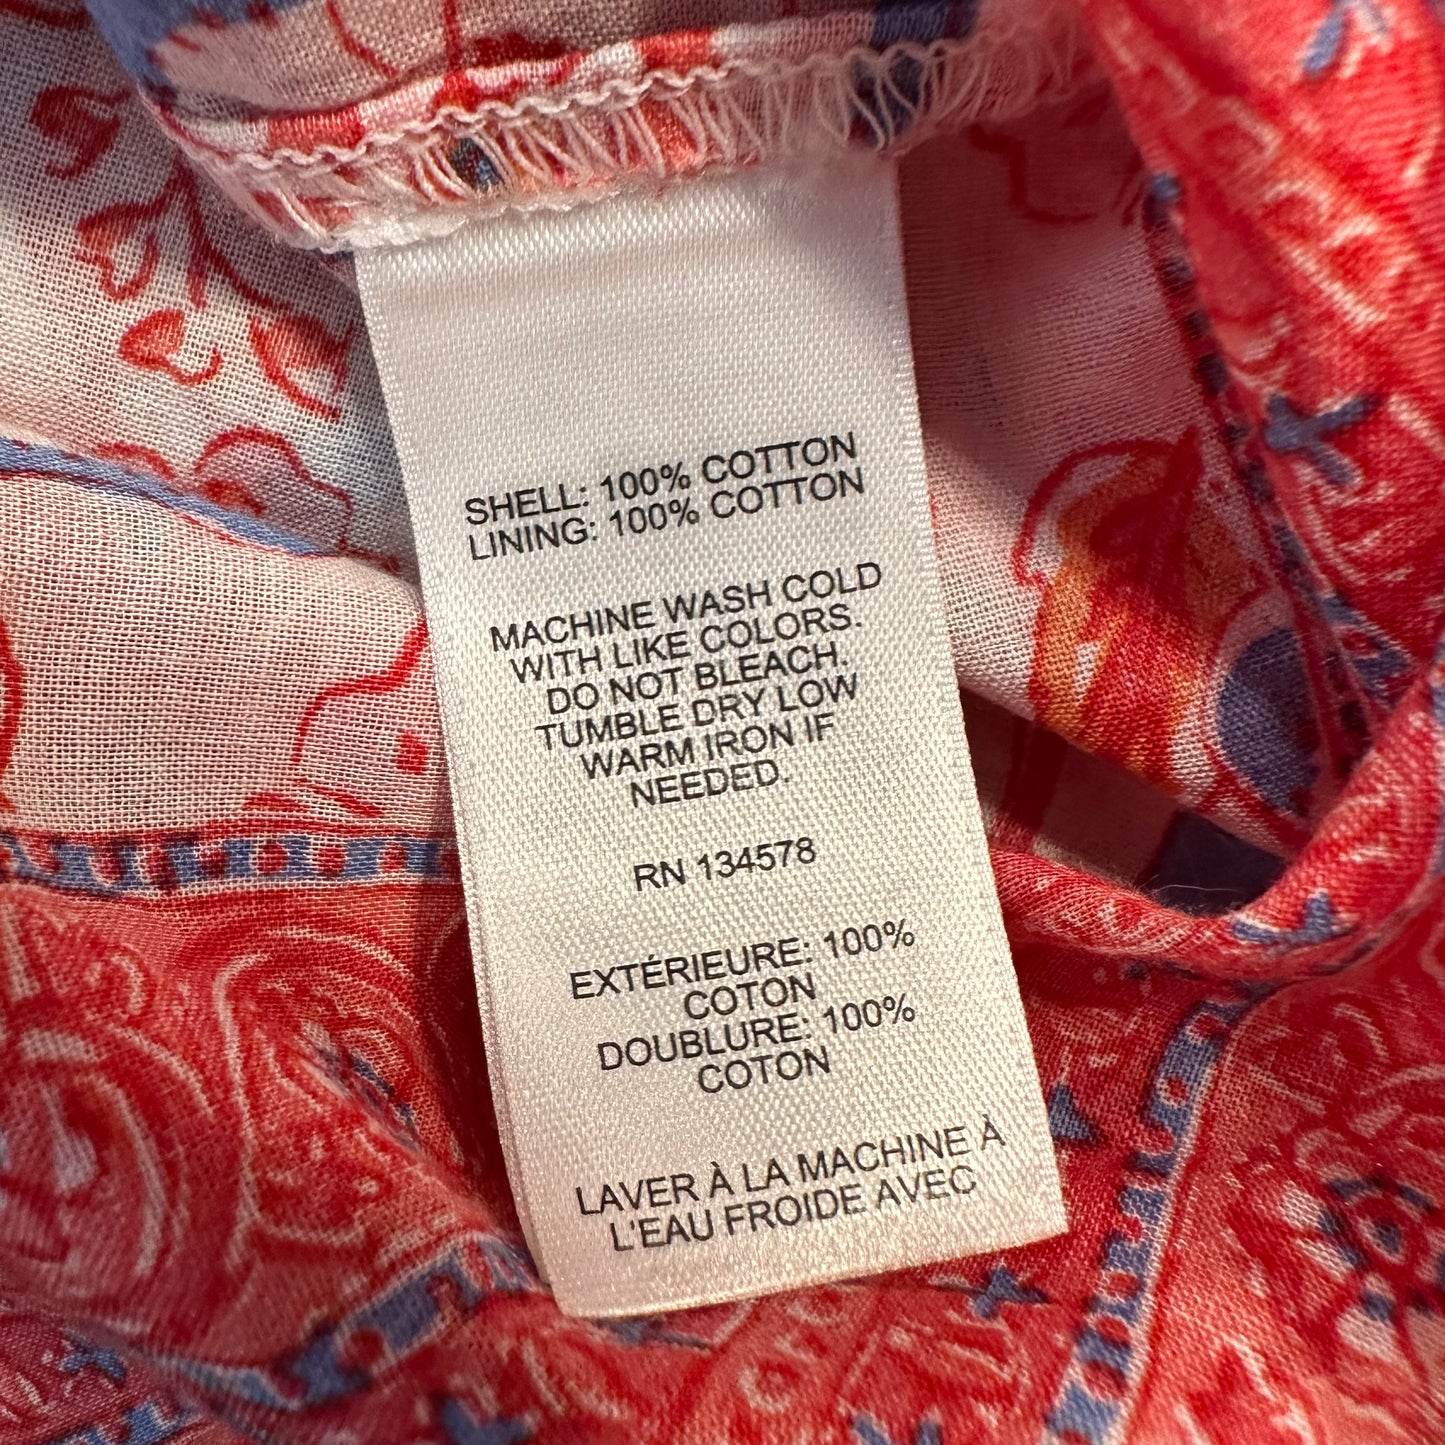 SHELL: 100% COTTON
LINING: 100% COTTON
MACHINE WASH COLD
WITH LIKE COLORS.
DO NOT BLEACH.
TUMBLE DRY LOW
WARM IRON IF
NEEDED.
RN 134578
EXTÉRIEURE: 100%
COTON
DOUBLURE: 100%
COTON
LAVER À LA MACHINE À
L'EAU FROIDE AVEC